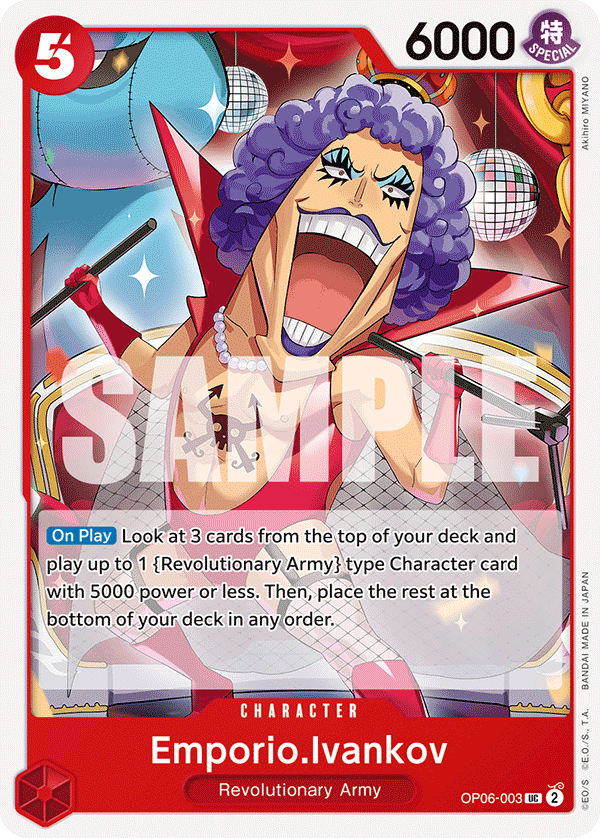 5
6000
特
SPECIAL
Akihiro MIYANO
SAMPLE
On Play Look at 3 cards from the top of your deck and
play up to 1 {Revolutionary Army} type Character card
with 5000 power or less. Then, place the rest at the
bottom of your deck in any order.
©EO/S ©E.O./S., T.A. BANDAI MADE IN JAPAN
CHARACTER
Emporio.Ivankov
Revolutionary Army
OP06-003 UC 2